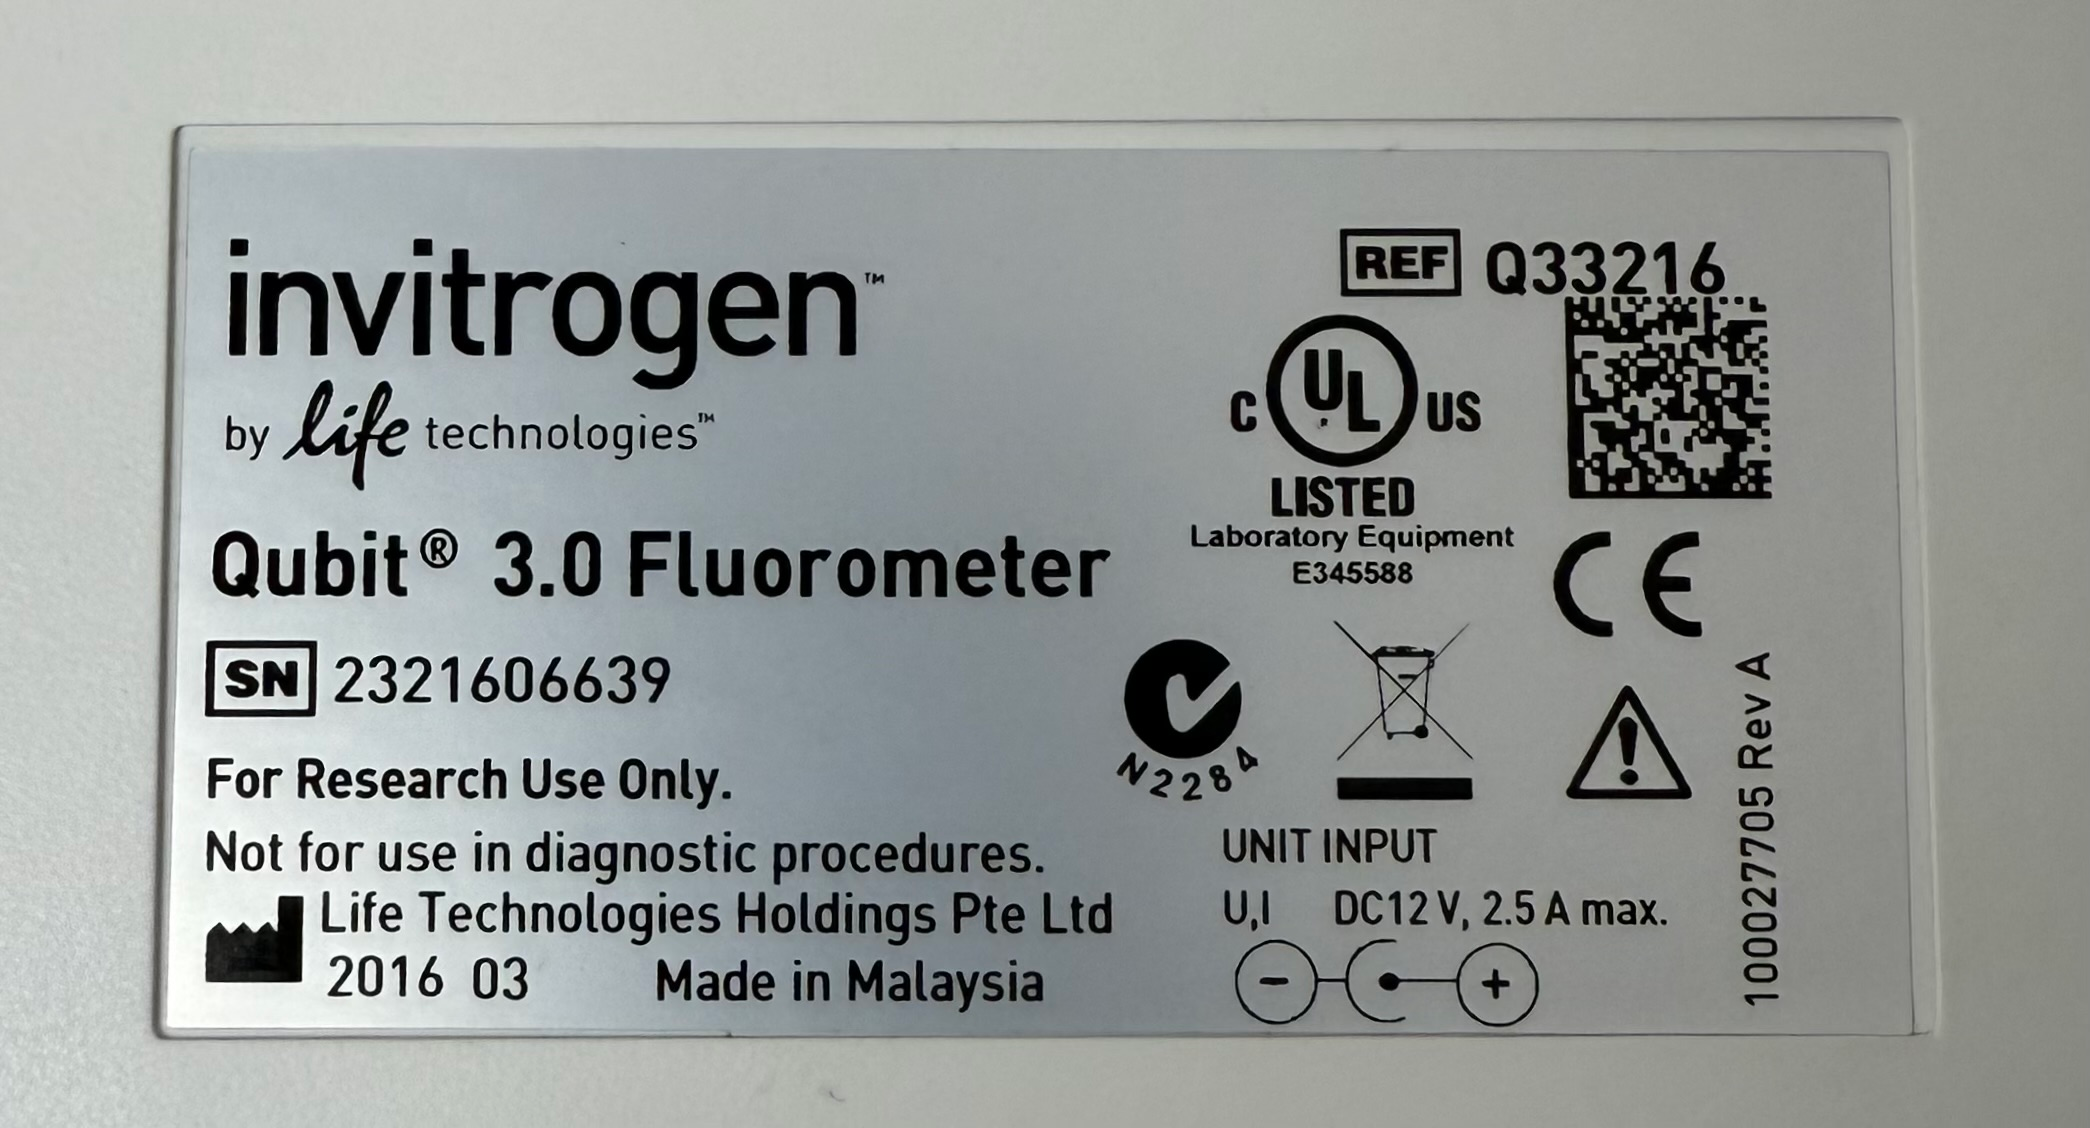 invitrogen™
by life technologies™
Qubit® 3.0 Fluorometer
SN 2321606639
For Research Use Only.
Not for use in diagnostic procedures.
Life Technologies Holdings Pte Ltd
2016 03 Made in Malaysia
REF Q33216
C UL US
LISTED
Laboratory Equipment
E345588
CE
N2284
UNIT INPUT
U,I DC12 V, 2.5 A max.
- +
100027705 Rev A